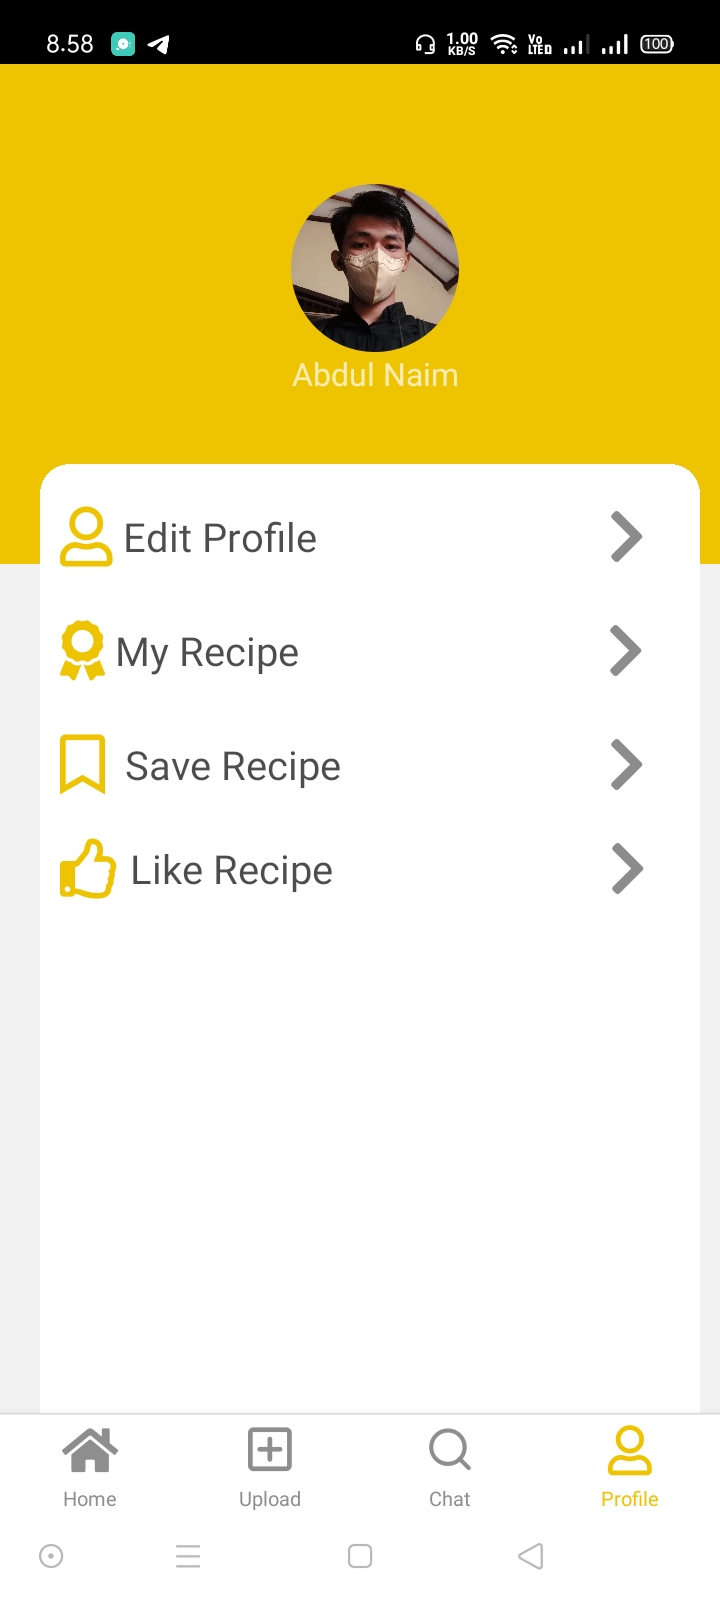 8.58 1.00 KB/S Vo LTED 100
Abdul Naim
Edit Profile
My Recipe
Save Recipe
Like Recipe
Home Upload Chat Profile